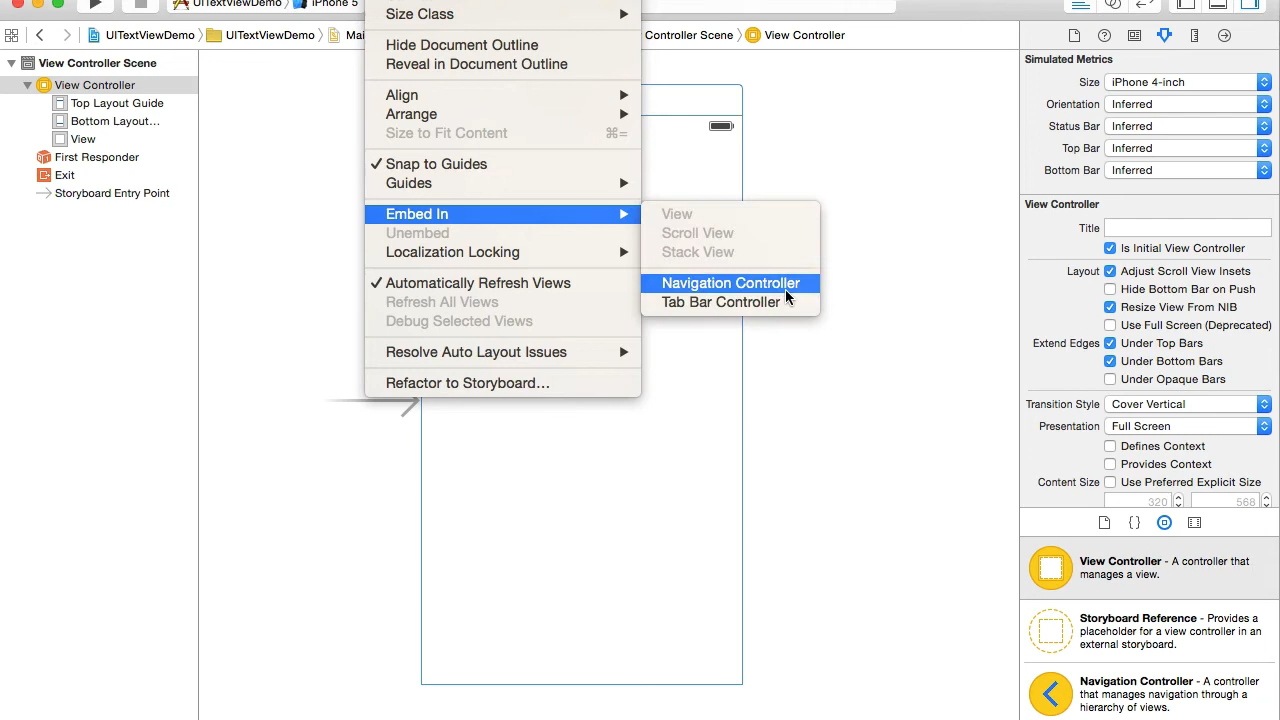 UITextViewDemo
iPhone 5
UITextViewDemo
UITextViewDemo
Mai
Controller Scene
View Controller
View Controller Scene
View Controller
Top Layout Guide
Bottom Layout...
View
First Responder
Exit
Storyboard Entry Point
Size Class
Hide Document Outline
Reveal in Document Outline
Align
Arrange
Size to Fit Content ⌘=
Snap to Guides
Guides
Embed In
Unembed
Localization Locking
Automatically Refresh Views
Refresh All Views
Debug Selected Views
Resolve Auto Layout Issues
Refactor to Storyboard...
View
Scroll View
Stack View
Navigation Controller
Tab Bar Controller
Simulated Metrics
Size iPhone 4-inch
Orientation Inferred
Status Bar Inferred
Top Bar Inferred
Bottom Bar Inferred
View Controller
Title
Is Initial View Controller
Layout Adjust Scroll View Insets
Hide Bottom Bar on Push
Resize View From NIB
Use Full Screen (Deprecated)
Extend Edges Under Top Bars
Under Bottom Bars
Under Opaque Bars
Transition Style Cover Vertical
Presentation Full Screen
Defines Context
Provides Context
Content Size Use Preferred Explicit Size
320 568
View Controller - A controller that
manages a view.
Storyboard Reference - Provides a
placeholder for a view controller in an
external storyboard.
Navigation Controller - A controller
that manages navigation through a
hierarchy of views.